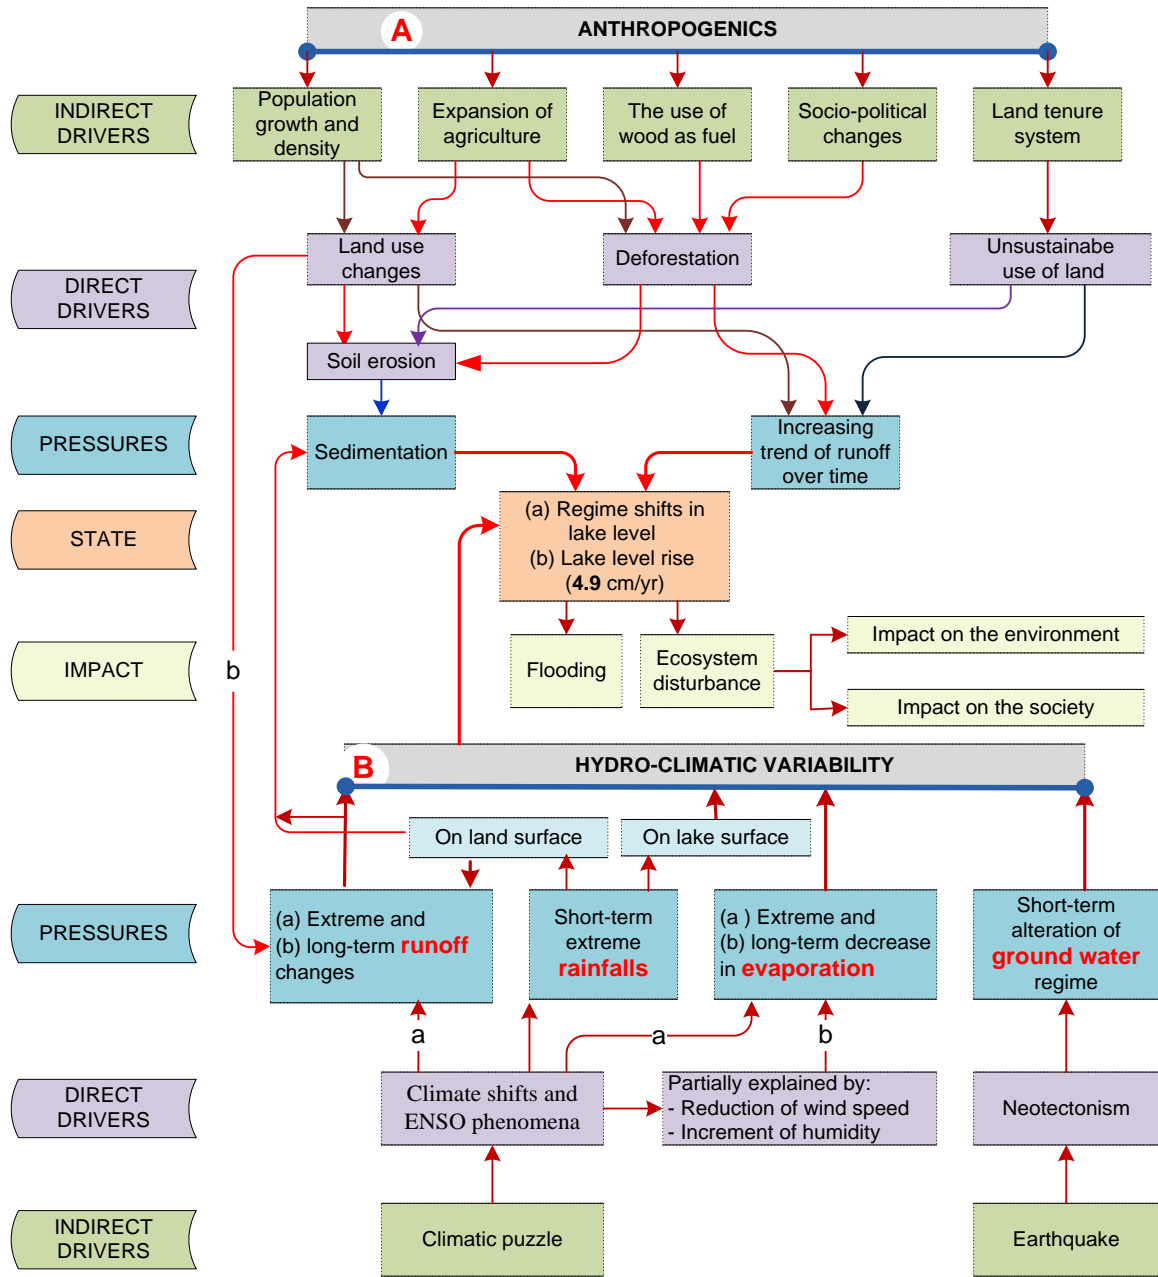 A
ANTHROPOGENICS
INDIRECT
DRIVERS
Population
growth and
density
Expansion of
agriculture
The use of
wood as fuel
Socio-political
changes
Land tenure
system
DIRECT
DRIVERS
Land use
changes
Deforestation
Unsustainabe
use of land
Soil erosion
PRESSURES
Sedimentation
Increasing
trend of runoff
over time
STATE
(a) Regime shifts in
lake level
(b) Lake level rise
(4.9 cm/yr)
IMPACT
b
Flooding
Ecosystem
disturbance
Impact on the environment
Impact on the society
B
HYDRO-CLIMATIC VARIABILITY
On land surface
On lake surface
PRESSURES
(a) Extreme and
(b) long-term runoff
changes
Short-term
extreme
rainfalls
(a ) Extreme and
(b) long-term decrease
in evaporation
Short-term
alteration of
ground water
regime
a
a
b
DIRECT
DRIVERS
Climate shifts and
ENSO phenomena
Partially explained by:
- Reduction of wind speed
- Increment of humidity
Neotectonism
INDIRECT
DRIVERS
Climatic puzzle
Earthquake